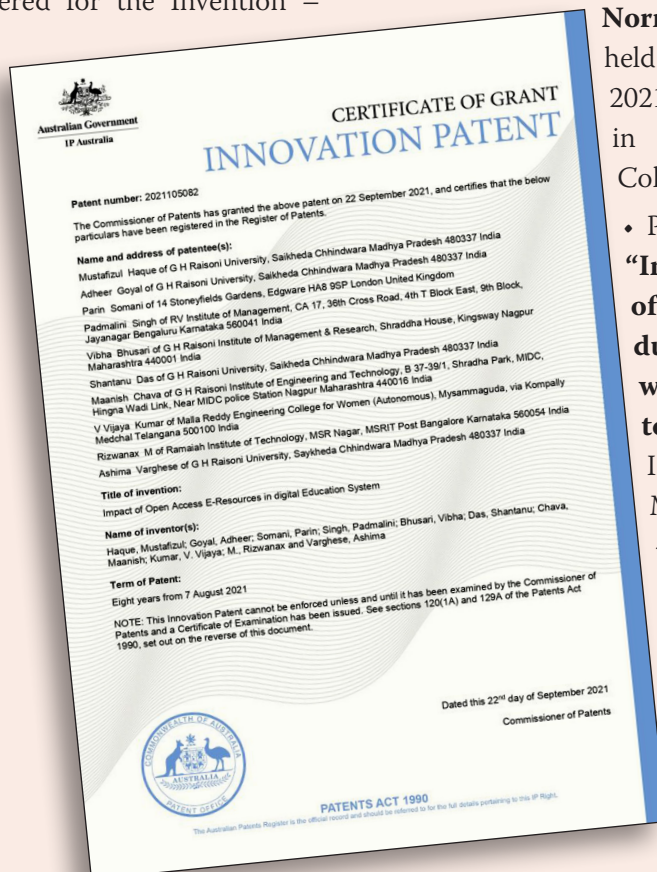 ered for the Invention –
Australian Government
IP Australia
CERTIFICATE OF GRANT
INNOVATION PATENT
Patent number: 2021105082
The Commissioner of Patents has granted the above patent on 22 September 2021, and certifies that the below
particulars have been registered in the Register of Patents.
Name and address of patentee(s):
Mustafizul Haque of G H Raisoni University, Saikheda Chhindwara Madhya Pradesh 480337 India
Adheer Goyal of G H Raisoni University, Saikheda Chhindwara Madhya Pradesh 480337 India
Parin Somani of 14 Stoneyfields Gardens, Edgware HA8 9SP London United Kingdom
Padmalini Singh of RV Institute of Management, CA 17, 36th Cross Road, 4th T Block East, 9th Block,
Jayanagar Bengaluru Karnataka 560041 India
Vibha Bhusari of G H Raisoni Institute of Management & Research, Shraddha House, Kingsway Nagpur
Maharashtra 440001 India
Shantanu Das of G H Raisoni University, Saikheda Chhindwara Madhya Pradesh 480337 India
Maanish Chava of G H Raisoni Institute of Engineering and Technology, B 37-39/1, Shradha Park, MIDC,
Hingna Wadi Link, Near MIDC police Station Nagpur Maharashtra 440016 India
V Vijaya Kumar of Malla Reddy Engineering College for Women (Autonomous), Mysammaguda, via Kompally
Medchal Telangana 500100 India
Rizwanax M of Ramaiah Institute of Technology, MSR Nagar, MSRIT Post Bangalore Karnataka 560054 India
Ashima Varghese of G H Raisoni University, Saykheda Chhindwara Madhya Pradesh 480337 India
Title of invention:
Impact of Open Access E-Resources in digital Education System
Name of inventor(s):
Haque, Mustafizul; Goyal, Adheer; Somani, Parin; Singh, Padmalini; Bhusari, Vibha; Das, Shantanu; Chava,
Maanish; Kumar, V. Vijaya; M., Rizwanax and Varghese, Ashima
Term of Patent:
Eight years from 7 August 2021
NOTE: This Innovation Patent cannot be enforced unless and until it has been examined by the Commissioner of
Patents and a Certificate of Examination has been issued. See sections 120(1A) and 129A of the Patents Act
1990, set out on the reverse of this document.
Dated this 22nd day of September 2021
Commissioner of Patents
COMMONWEALTH OF AUSTRALIA
AUSTRALIA
PATENT OFFICE
PATENTS ACT 1990
The Australian Patents Register is the official record and should be referred to for the full details pertaining to this IP Right.
Norr
held
2021
in
Col
• P
“In
of
du
w
to
I